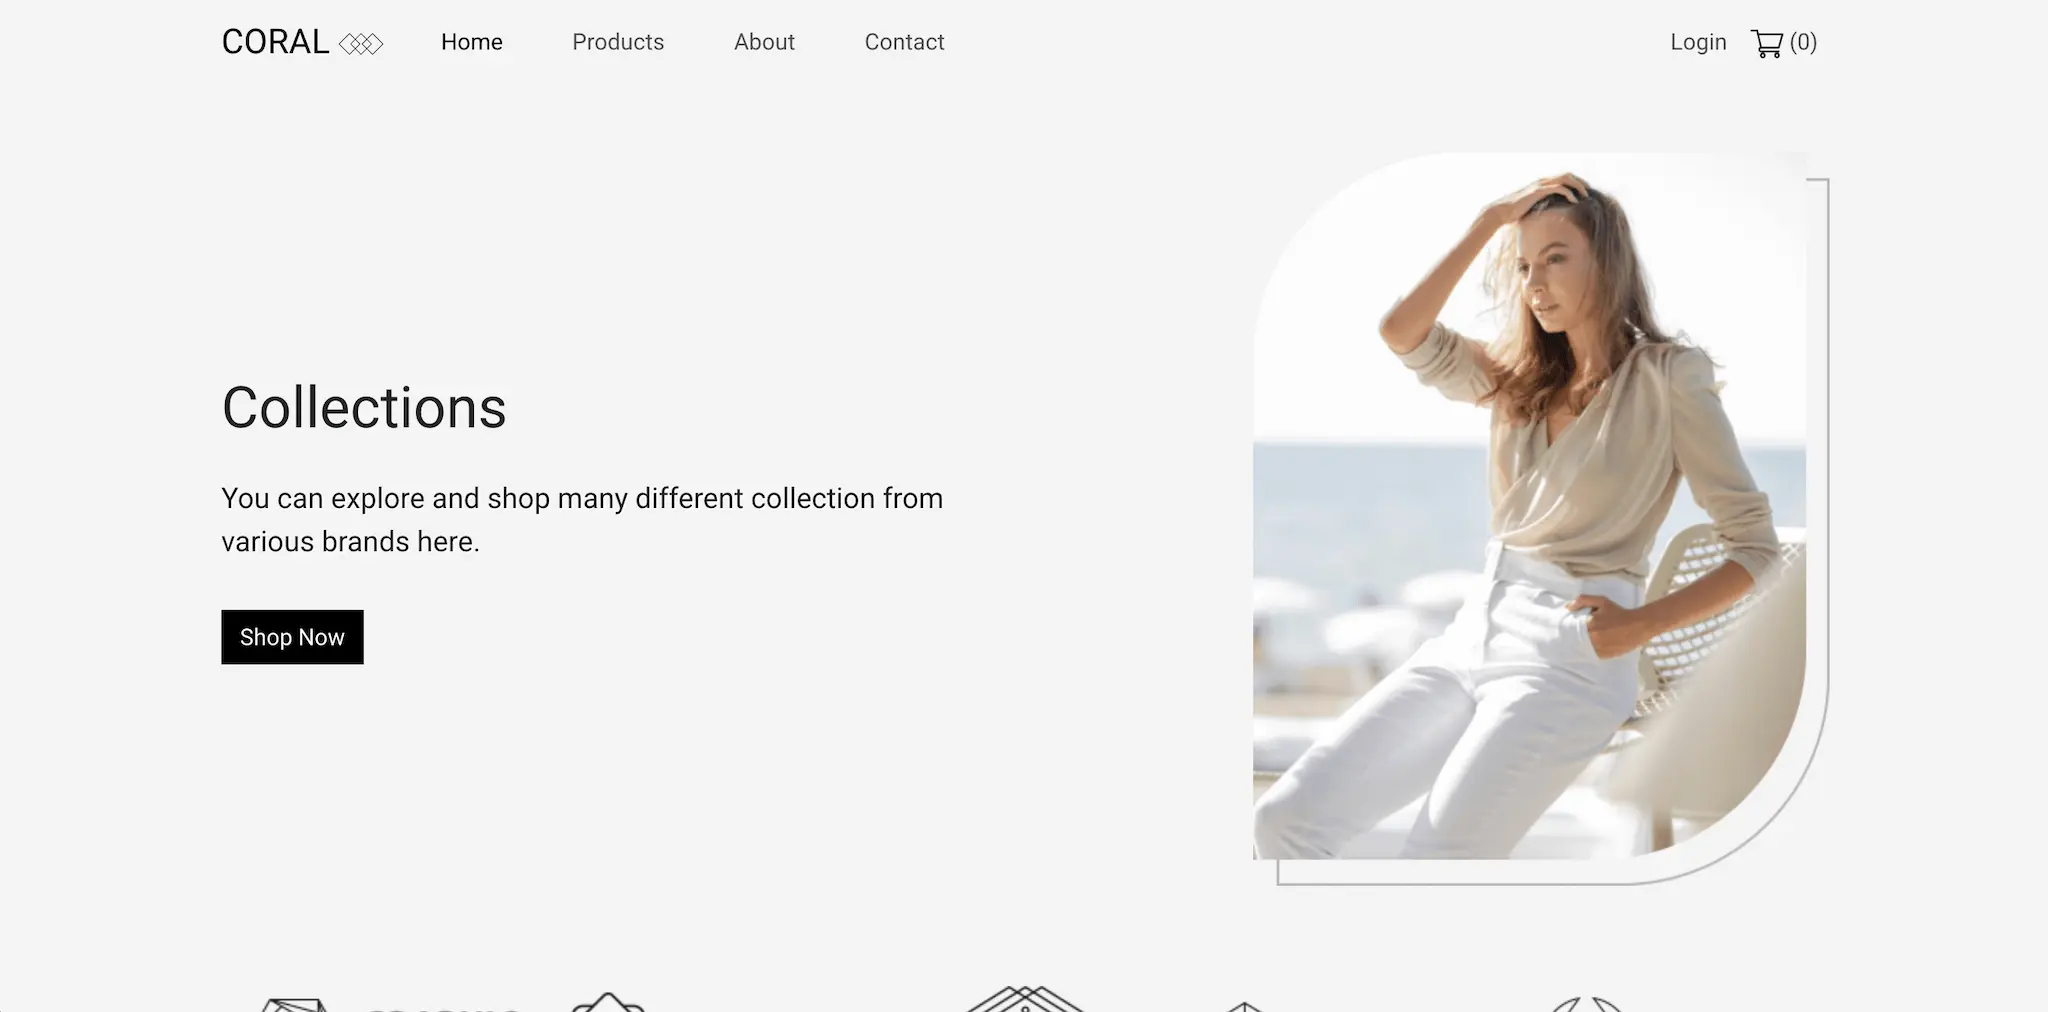 CORAL Home Products About Contact Login (0)
Collections
You can explore and shop many different collection from
various brands here.
Shop Now